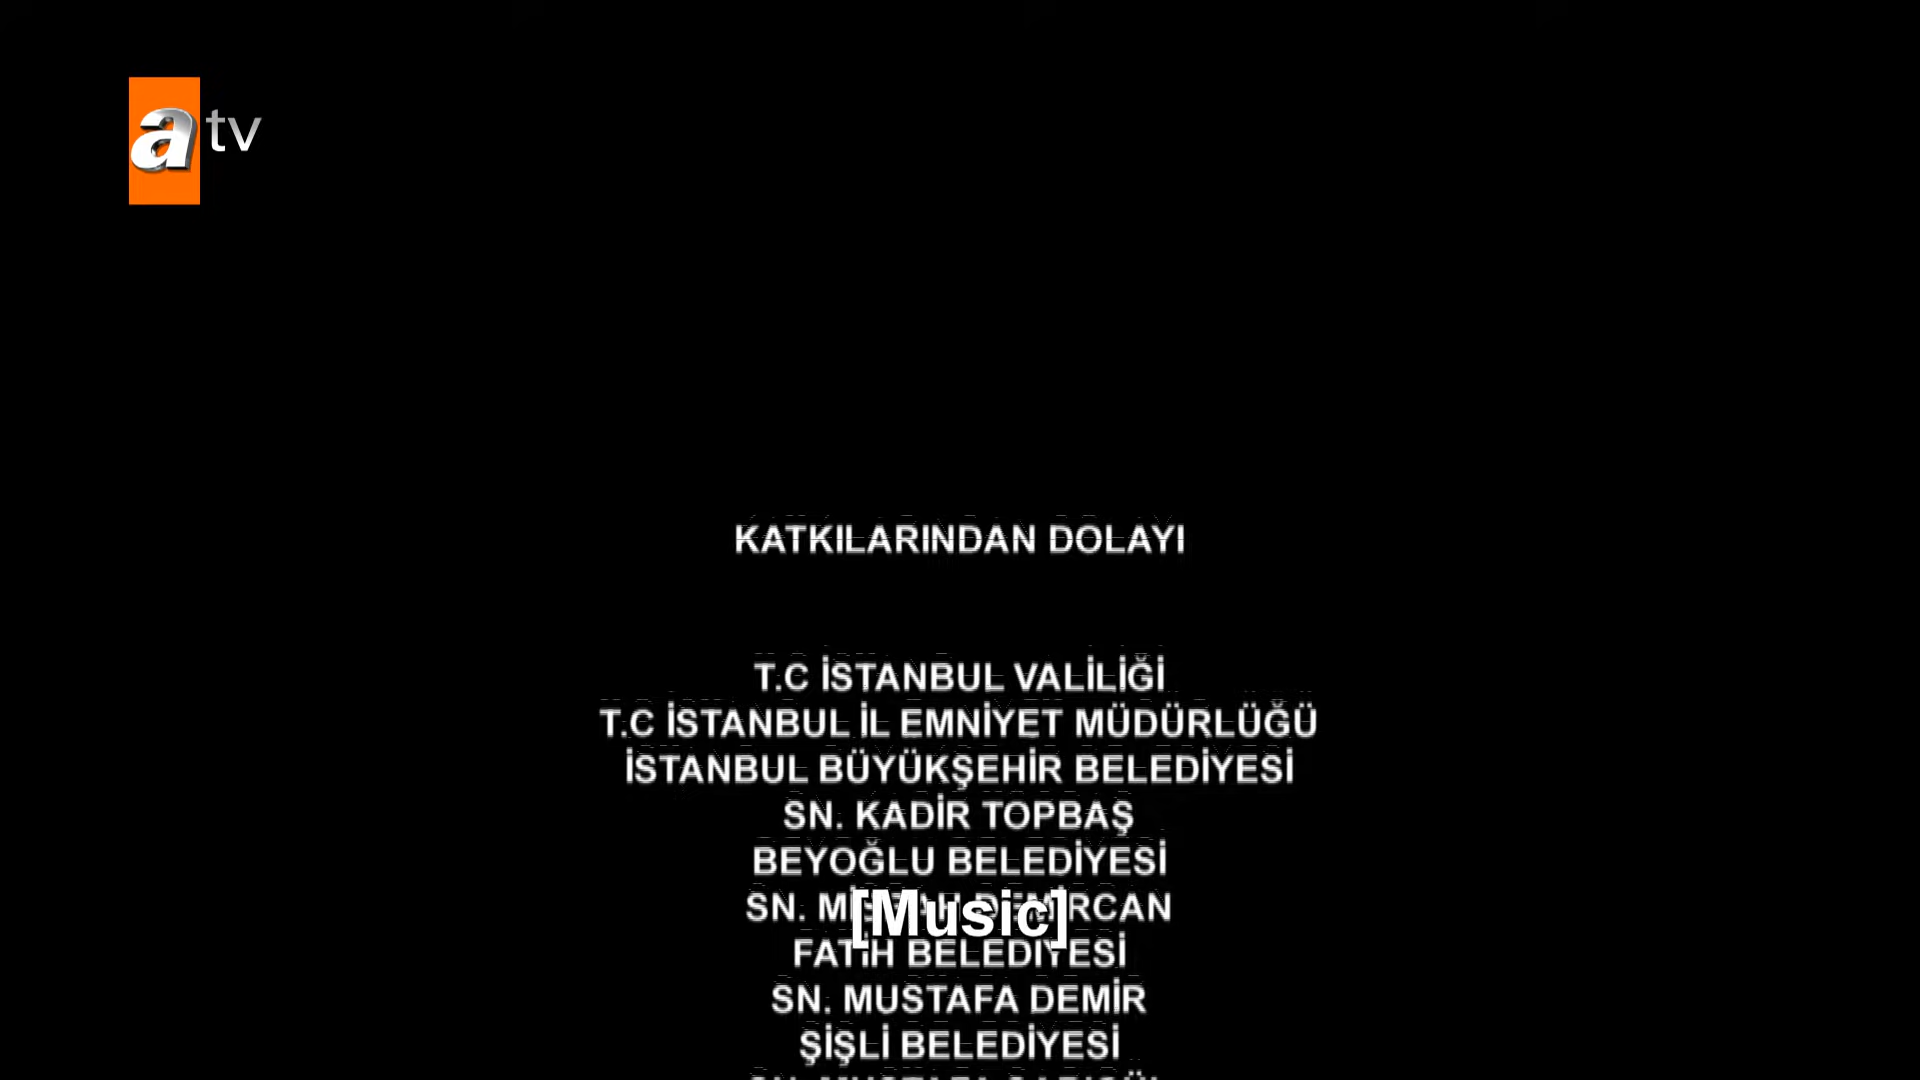 atv
KATKILARINDAN DOLAYI
T.C İSTANBUL VALİLİĞİ
T.C İSTANBUL İL EMNİYET MÜDÜRLÜĞÜ
İSTANBUL BÜYÜKŞEHİR BELEDİYESİ
SN. KADİR TOPBAŞ
BEYOĞLU BELEDİYESİ
SN.
[Music]
FATİH BELEDİYESİ
SN. MUSTAFA DEMİR
ŞİŞLİ BELEDİYESİ